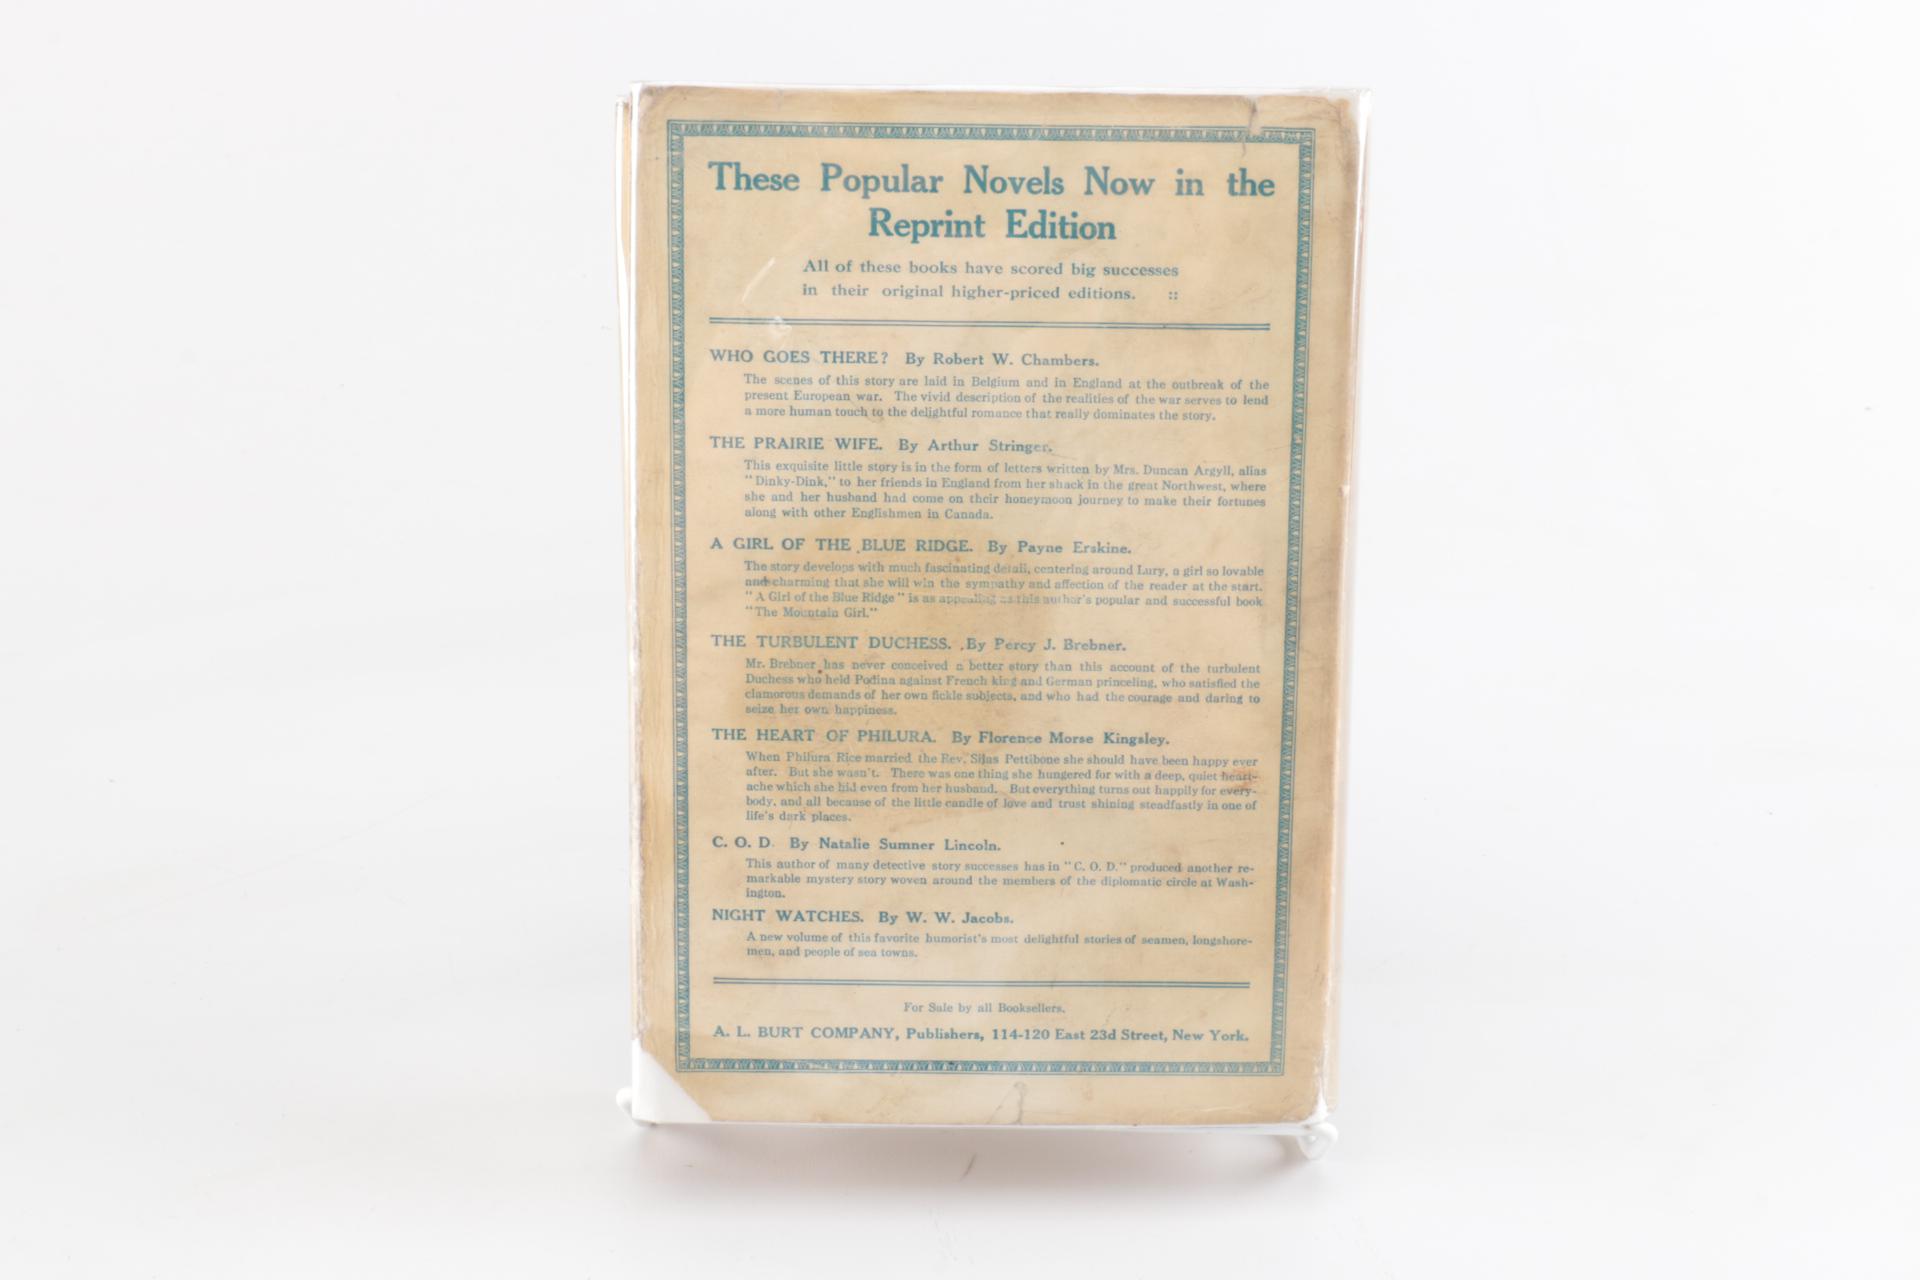 These Popular Novels Now in the
Reprint Edition
All of these books have scored big successes
in their original higher-priced editions. ::
WHO GOES THERE? By Robert W. Chambers.
The scenes of this story are laid in Belgium and in England at the outbreak of the
present European war. The vivid description of the realities of the war serves to lend
a more human touch to the delightful romance that really dominates the story.
THE PRAIRIE WIFE. By Arthur Stringer.
This exquisite little story is in the form of letters written by Mrs. Duncan Argyll, alias
"Dinky-Dink," to her friends in England from her shack in the great Northwest, where
she and her husband had come on their honeymoon journey to make their fortunes
along with other Englishmen in Canada.
A GIRL OF THE BLUE RIDGE. By Payne Erskine.
The story develops with much fascinating detail, centering around Lury, a girl so lovable
and charming that she will win the sympathy and affection of the reader at the start.
"A Girl of the Blue Ridge" is as appealing as this author's popular and successful book
"The Mountain Girl."
THE TURBULENT DUCHESS. By Percy J. Brebner.
Mr. Brebner has never conceived a better story than this account of the turbulent
Duchess who held Podina against French king and German princeling, who satisfied the
clamorous demands of her own fickle subjects, and who had the courage and daring to
seize her own happiness.
THE HEART OF PHILURA. By Florence Morse Kingsley.
When Philura Rice married the Rev. Silas Pettibone she should have been happy ever
after. But she wasn't. There was one thing she hungered for with a deep, quiet heart-
ache which she hid even from her husband. But everything turns out happily for every-
body, and all because of the little candle of love and trust shining steadfastly in one of
life's dark places.
C. O. D. By Natalie Sumner Lincoln.
This author of many detective story successes has in "C. O. D." produced another re-
markable mystery story woven around the members of the diplomatic circle at Wash-
ington.
NIGHT WATCHES. By W. W. Jacobs.
A new volume of this favorite humorist's most delightful stories of seamen, longshore-
men, and people of sea towns.
For Sale by all Booksellers.
A. L. BURT COMPANY, Publishers, 114-120 East 23d Street, New York.